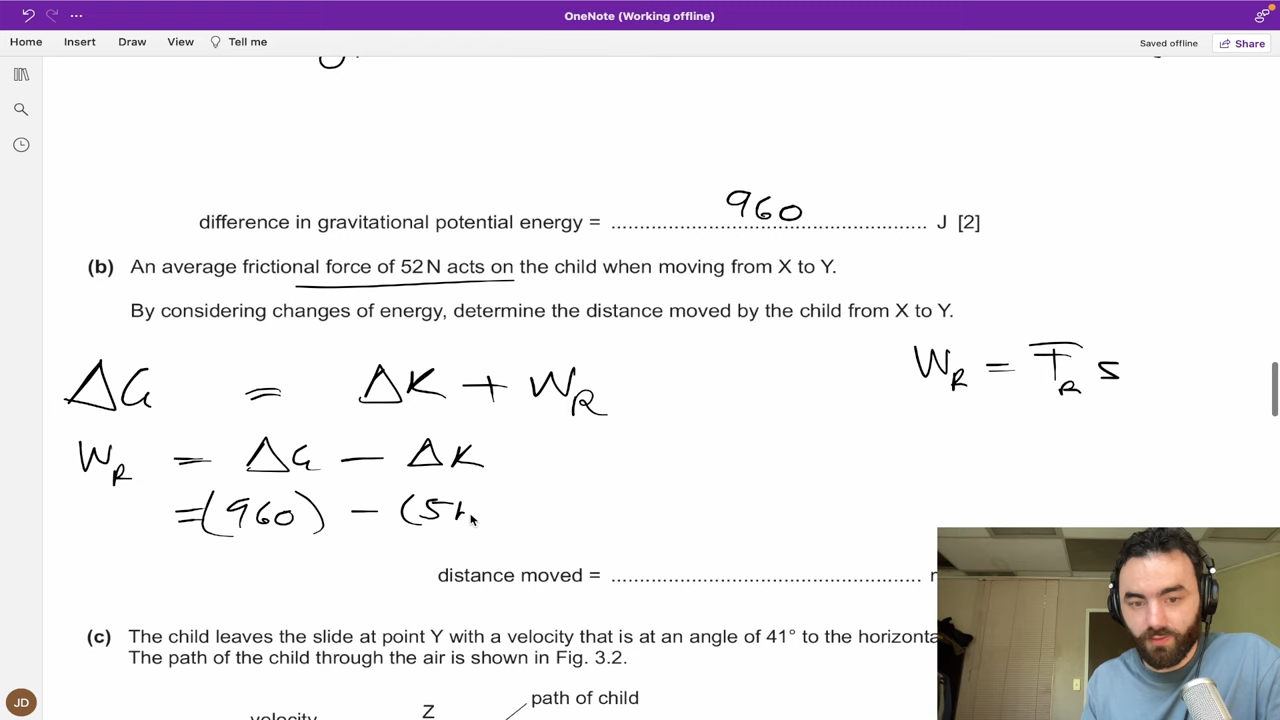 OneNote (Working offline)
Home Insert Draw View Tell me
Saved offline Share
960
difference in gravitational potential energy = ........................................................ J [2]
(b) An average frictional force of 52 N acts on the child when moving from X to Y.
By considering changes of energy, determine the distance moved by the child from X to Y.
ΔG = ΔK + W_R
W_R = F_R s
W_R = ΔG − ΔK
= (960) − (54
distance moved = ........................................................
(c) The child leaves the slide at point Y with a velocity that is at an angle of 41° to the
The path of the child through the air is shown in Fig. 3.2.
path of child
Z
velocity
JD